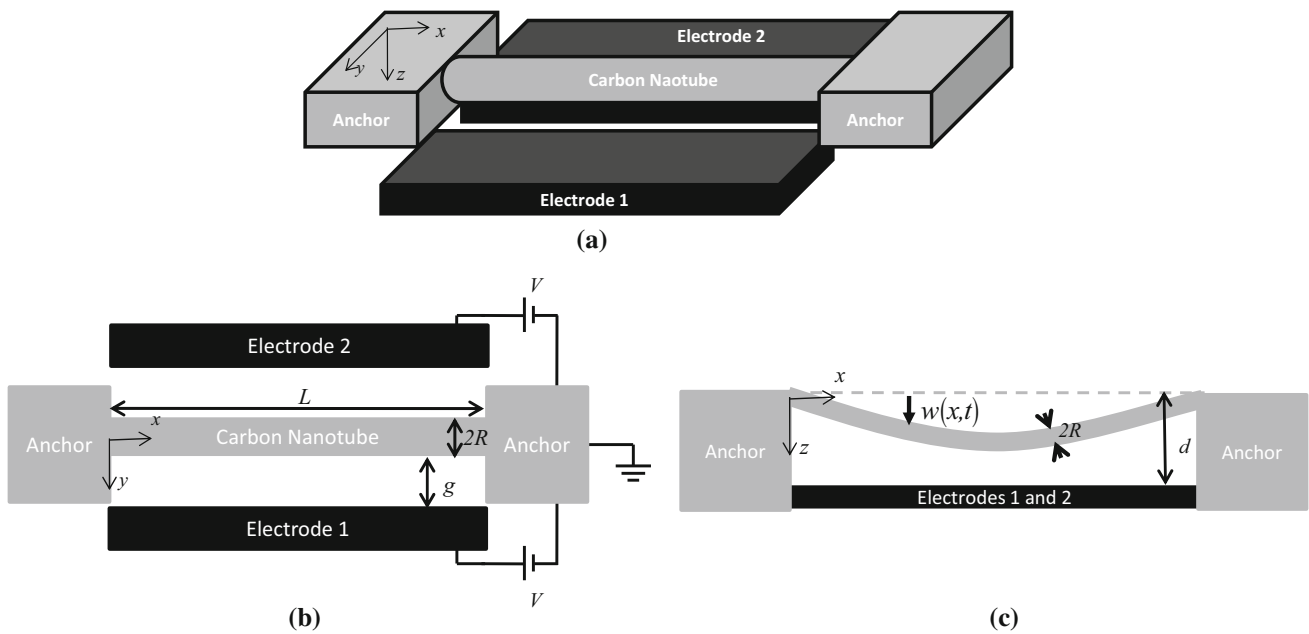 Electrode 2
x
y
z
Carbon Naotube
Anchor
Anchor
Electrode 1
(a)
V
Electrode 2
L
x
Anchor
Carbon Nanotube
2R
Anchor
y
g
Electrode 1
V
(b)
x
w(x,t)
2R
Anchor
z
d
Anchor
Electrodes 1 and 2
(c)